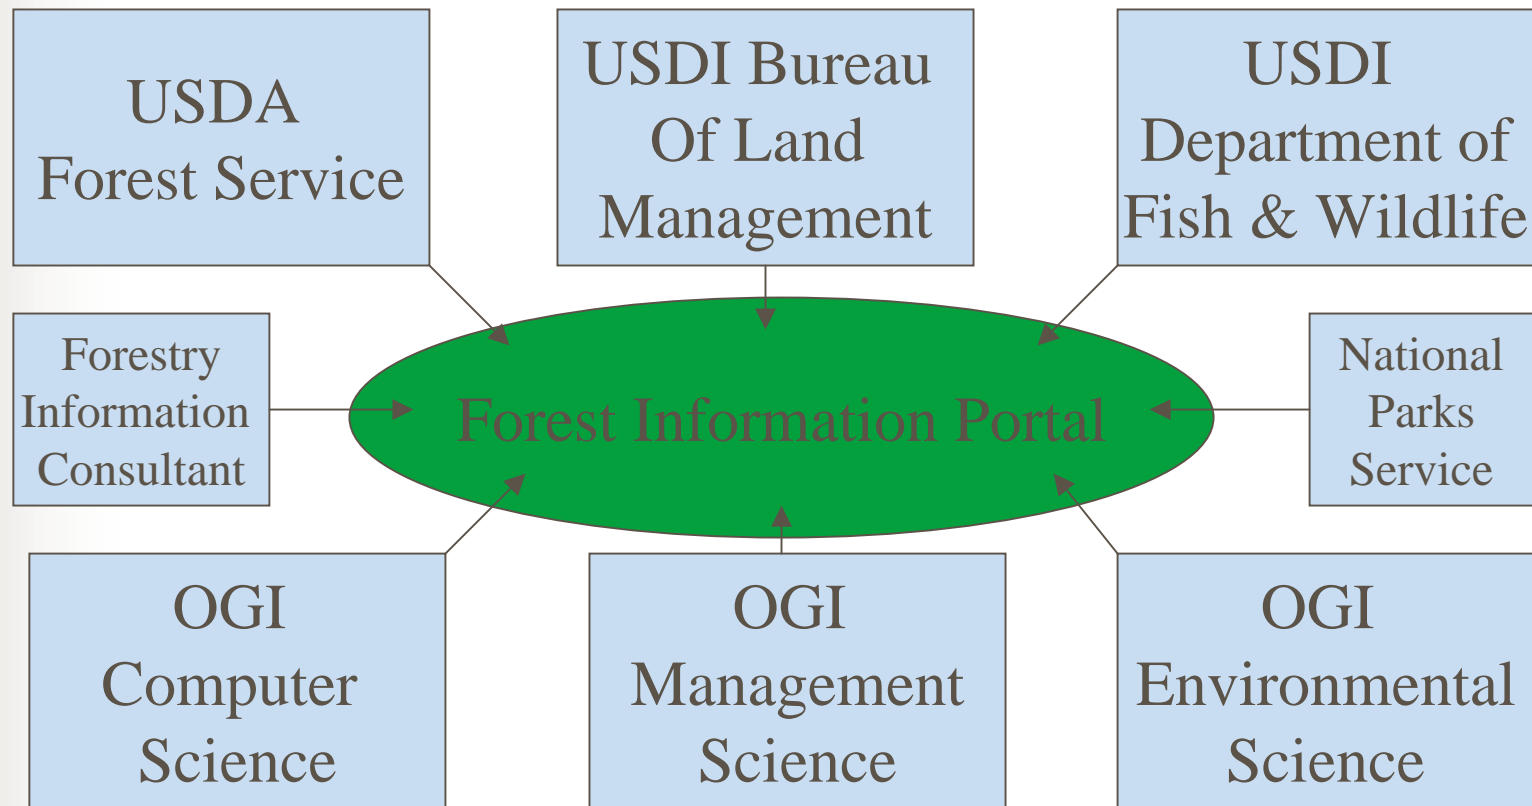 USDA
Forest Service
USDI Bureau
Of Land
Management
USDI
Department of
Fish & Wildlife
Forestry
Information
Consultant
Forest Information Portal
National
Parks
Service
OGI
Computer
Science
OGI
Management
Science
OGI
Environmental
Science